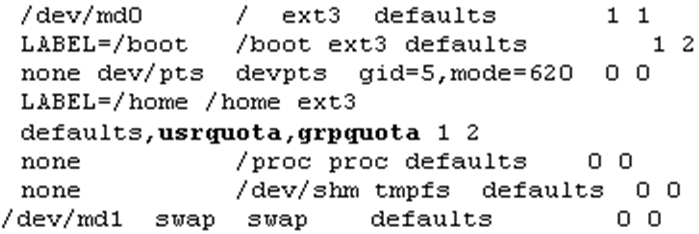 /dev/md0 / ext3 defaults 1 1
LABEL=/boot /boot ext3 defaults 1 2
none dev/pts devpts gid=5,mode=620 0 0
LABEL=/home /home ext3
defaults,usrquota,grpquota 1 2
none /proc proc defaults 0 0
none /dev/shm tmpfs defaults 0 0
/dev/md1 swap swap defaults 0 0